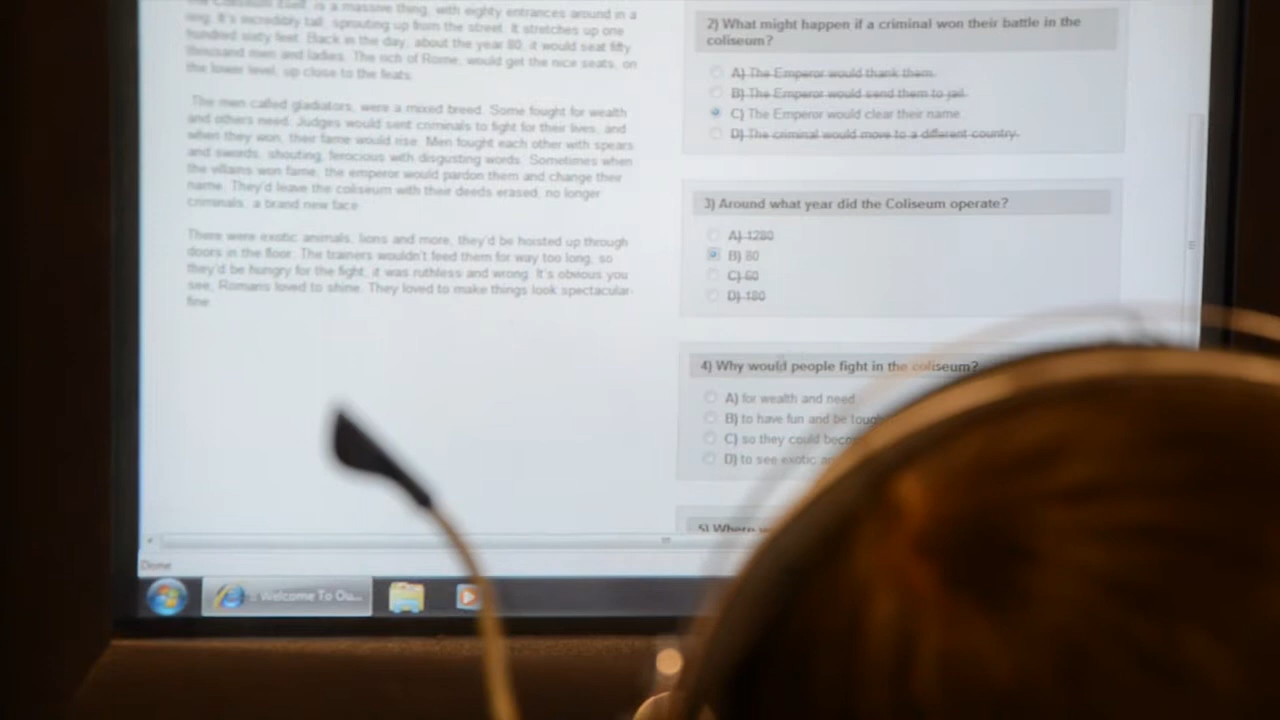 The Coliseum itself, is a massive thing, with eighty entrances around in a
ring. It's incredibly tall, sprouting up from the street. It stretches up one
hundred sixty feet. Back in the day, about the year 80, it would seat fifty
thousand men and ladies. The rich of Rome, would get the nice seats, on
the lower level, up close to the feats.
The men called gladiators, were a mixed breed. Some fought for wealth
and others need. Judges would sent criminals to fight for their lives, and
when they won, their fame would rise. Men fought each other with spears
and swords, shouting, ferocious with disgusting words. Sometimes when
the villains won fame, the emperor would pardon them and change their
name. They'd leave the coliseum with their deeds erased, no longer
criminals, a brand new face.
There were exotic animals, lions and more, they'd be hoisted up through
doors in the floor. The trainers wouldn't feed them for way too long, so
they'd be hungry for the fight, it was ruthless and wrong. It's obvious you
see, Romans loved to shine. They loved to make things look spectacular
fine.
2) What might happen if a criminal won their battle in the
coliseum?
A) The Emperor would thank them.
B) The Emperor would send them to jail.
C) The Emperor would clear their name.
D) The criminal would move to a different country.
3) Around what year did the Coliseum operate?
A) 1280
B) 80
C) 60
D) 180
4) Why would people fight in the coliseum?
A) for wealth and need
B) to have fun and be tough
C) so they could
D) to see exotic
5) Where
Done
Welcome To Ou...